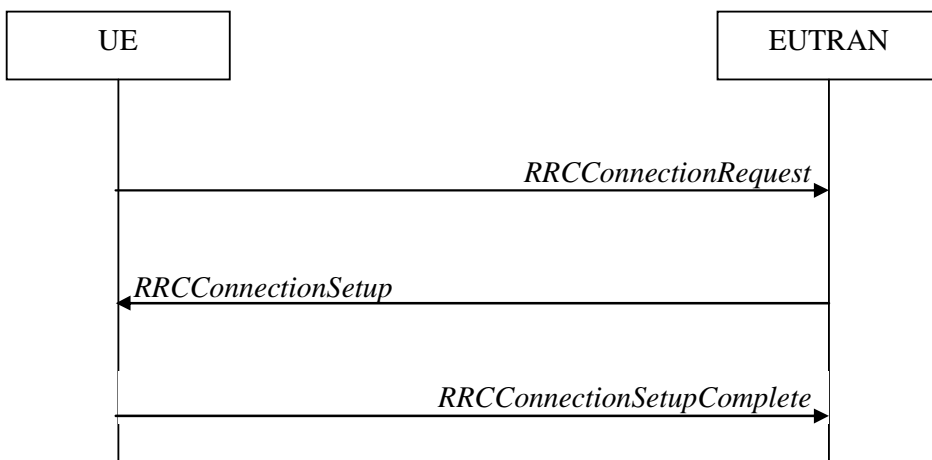 UE
EUTRAN
RRCConnectionRequest
RRCConnectionSetup
RRCConnectionSetupComplete